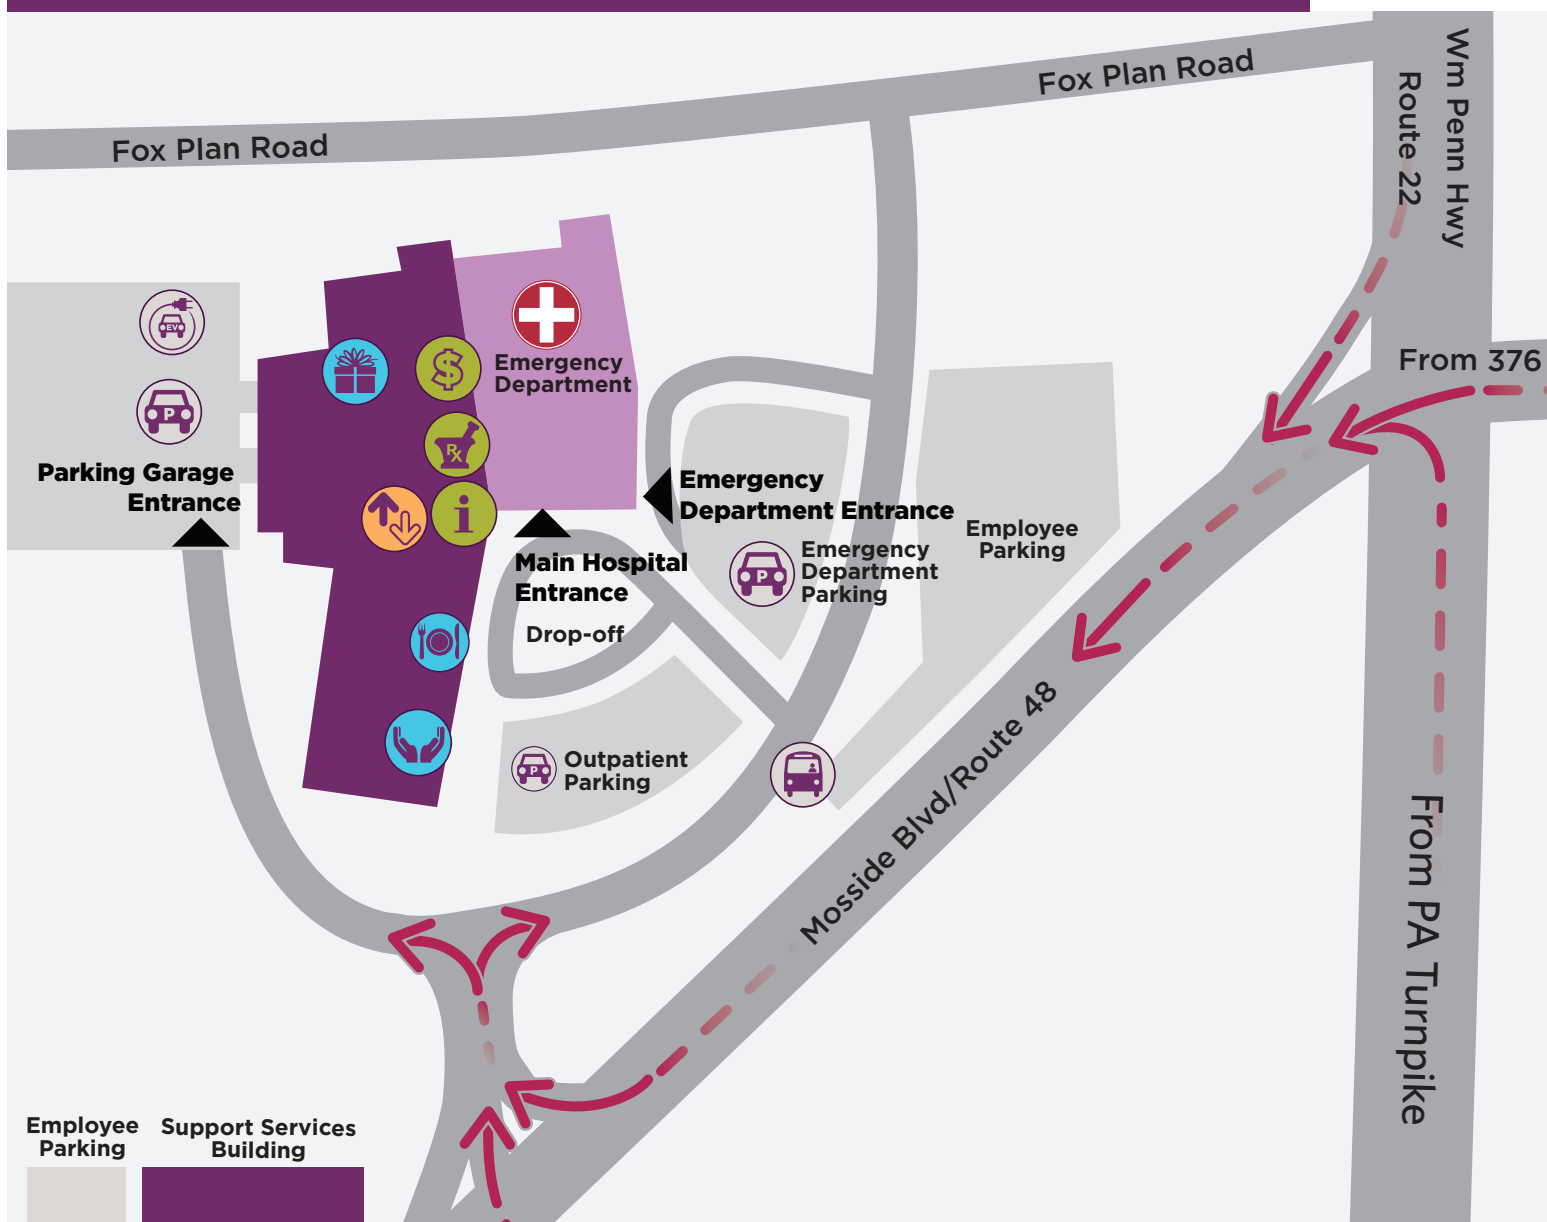 Fox Plan Road
Fox Plan Road
Wm Penn Hwy
Route 22
From 376
EV
P
Parking Garage
Entrance
$
Rx
i
Emergency
Department
Emergency
Department Entrance
P
Emergency
Department
Parking
Employee
Parking
Main Hospital
Entrance
Drop-off
P
Outpatient
Parking
Mosside Blvd/Route 48
From PA Turnpike
Employee
Parking
Support Services
Building